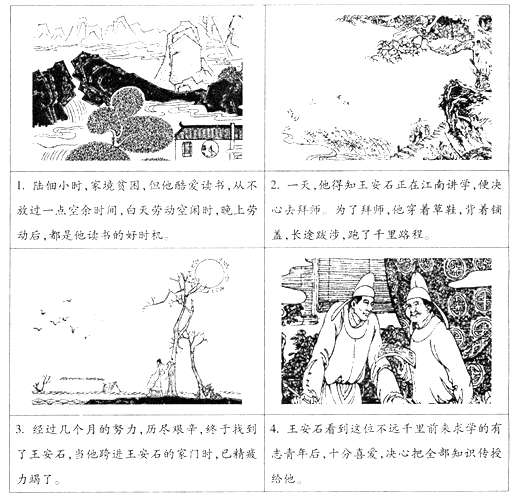 1. 陆佃小时,家境贫困,但他酷爱读书,从不
放过一点空余时间,白天劳动空闲时,晚上劳
动后,都是他读书的好时机。
2. 一天,他得知王安石正在江南讲学,便决
心去拜师。为了拜师,他穿着草鞋,背着铺
盖,长途跋涉,跑了千里路程。
3. 经过几个月的努力,历尽艰辛,终于找到
了王安石,当他跨进王安石的家门时,已精疲
力竭了。
4. 王安石看到这位不远千里前来求学的有
志青年后,十分喜爱,决心把全部知识传授
给他。